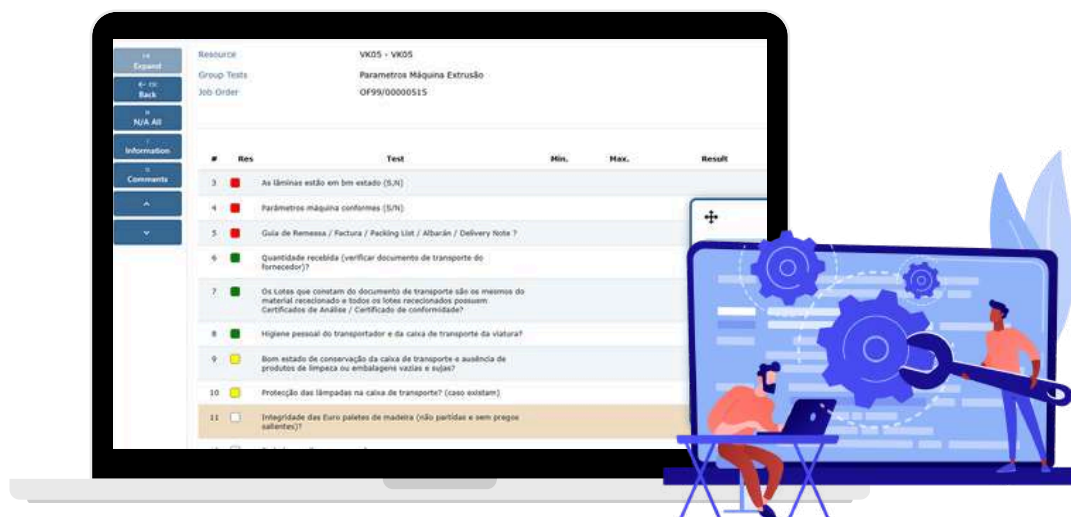 Expand
Back
N/A All
Information
Comments
Resource VK05 - VK05
Group Tests Parametros Máquina Extrusão
Job Order OF99/00000515
# Res Test Min. Max. Result
3 As lâminas estão em bm estado (S,N)
4 Parâmetros máquina conformes (S/N)
5 Guia de Remessa / Factura / Packing List / Albarán / Delivery Note ?
6 Quantidade recebida (verificar documento de transporte do
fornecedor)?
7 Os Lotes que constam do documento de transporte são os mesmos do
material rececionado e todos os lotes rececionados possuem
Certificados de Análise / Certificado de conformidade?
8 Higiene pessoal do transportador e da caixa de transporte da viatura?
9 Bom estado de conservação da caixa de transporte e ausência de
produtos de limpeza ou embalagens vazias e sujas?
10 Protecção das lâmpadas na caixa de transporte? (caso existam)
11 Integridade das Euro paletes de madeira (não partidas e sem pregos
salientes)?